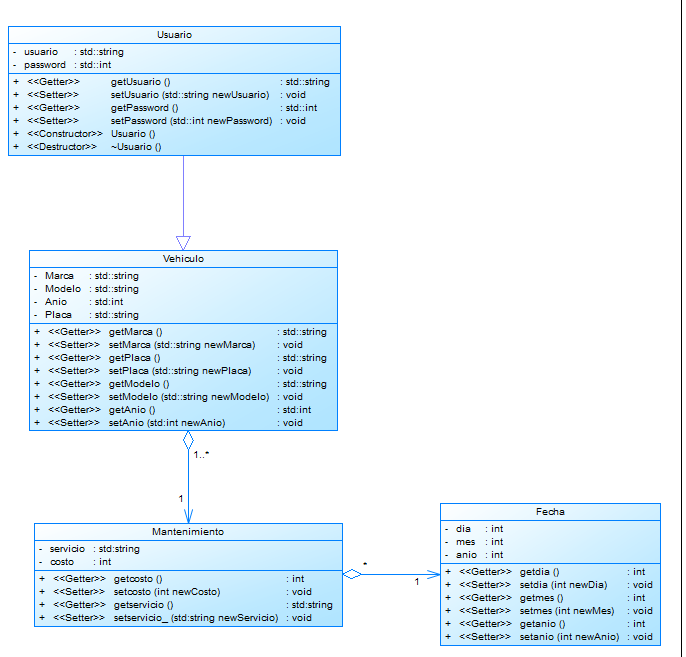 Usuario
- usuario : std::string
- password : std::int
+ <<Getter>> getUsuario () : std::string
+ <<Setter>> setUsuario (std::string newUsuario) : void
+ <<Getter>> getPassword () : std::int
+ <<Setter>> setPassword (std::int newPassword) : void
+ <<Constructor>> Usuario ()
+ <<Destructor>> ~Usuario ()
Vehiculo
- Marca : std::string
- Modelo : std::string
- Anio : std:int
- Placa : std::string
+ <<Getter>> getMarca () : std::string
+ <<Setter>> setMarca (std::string newMarca) : void
+ <<Getter>> getPlaca () : std::string
+ <<Setter>> setPlaca (std::string newPlaca) : void
+ <<Getter>> getModelo () : std::string
+ <<Setter>> setModelo (std::string newModelo) : void
+ <<Getter>> getAnio () : std:int
+ <<Setter>> setAnio (std:int newAnio) : void
1..*
1
Mantenimiento
- servicio : std:string
- costo : int
+ <<Getter>> getcosto () : int
+ <<Setter>> setcosto (int newCosto) : void
+ <<Getter>> getservicio () : std:string
+ <<Setter>> setservicio_ (std:string newServicio) : void
*
1
Fecha
- dia : int
- mes : int
- anio : int
+ <<Getter>> getdia () : int
+ <<Setter>> setdia (int newDia) : void
+ <<Getter>> getmes () : int
+ <<Setter>> setmes (int newMes) : void
+ <<Getter>> getanio () : int
+ <<Setter>> setanio (int newAnio) : void